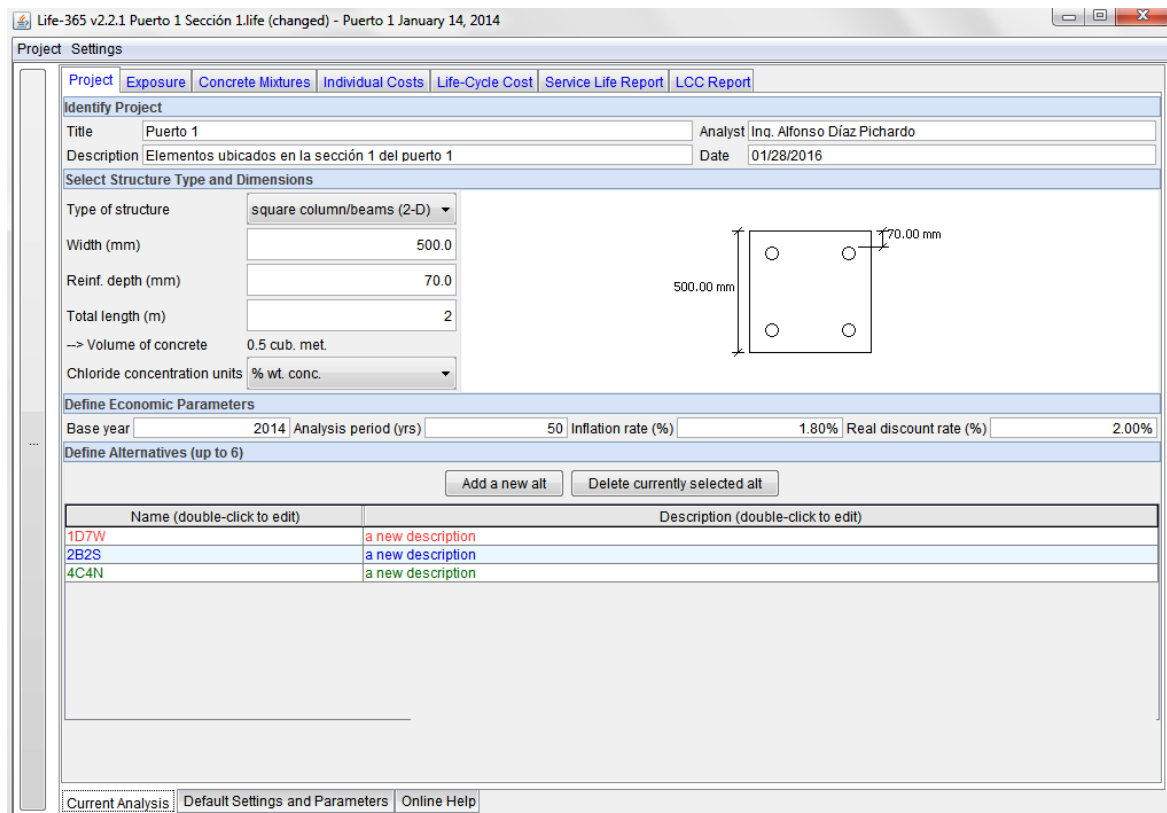 Life-365 v2.2.1 Puerto 1 Sección 1.life (changed) - Puerto 1 January 14, 2014
Project Settings
Project Exposure Concrete Mixtures Individual Costs Life-Cycle Cost Service Life Report LCC Report
Identify Project
Title Puerto 1 Analyst Ing. Alfonso Díaz Pichardo
Description Elementos ubicados en la sección 1 del puerto 1 Date 01/28/2016
Select Structure Type and Dimensions
Type of structure square column/beams (2-D)
Width (mm) 500.0
Reinf. depth (mm) 70.0
Total length (m) 2
--> Volume of concrete 0.5 cub. met.
Chloride concentration units % wt. conc.
70.00 mm
500.00 mm
Define Economic Parameters
Base year 2014 Analysis period (yrs) 50 Inflation rate (%) 1.80% Real discount rate (%) 2.00%
Define Alternatives (up to 6)
Add a new alt Delete currently selected alt
Name (double-click to edit) Description (double-click to edit)
1D7W a new description
2B2S a new description
4C4N a new description
...
Current Analysis Default Settings and Parameters Online Help